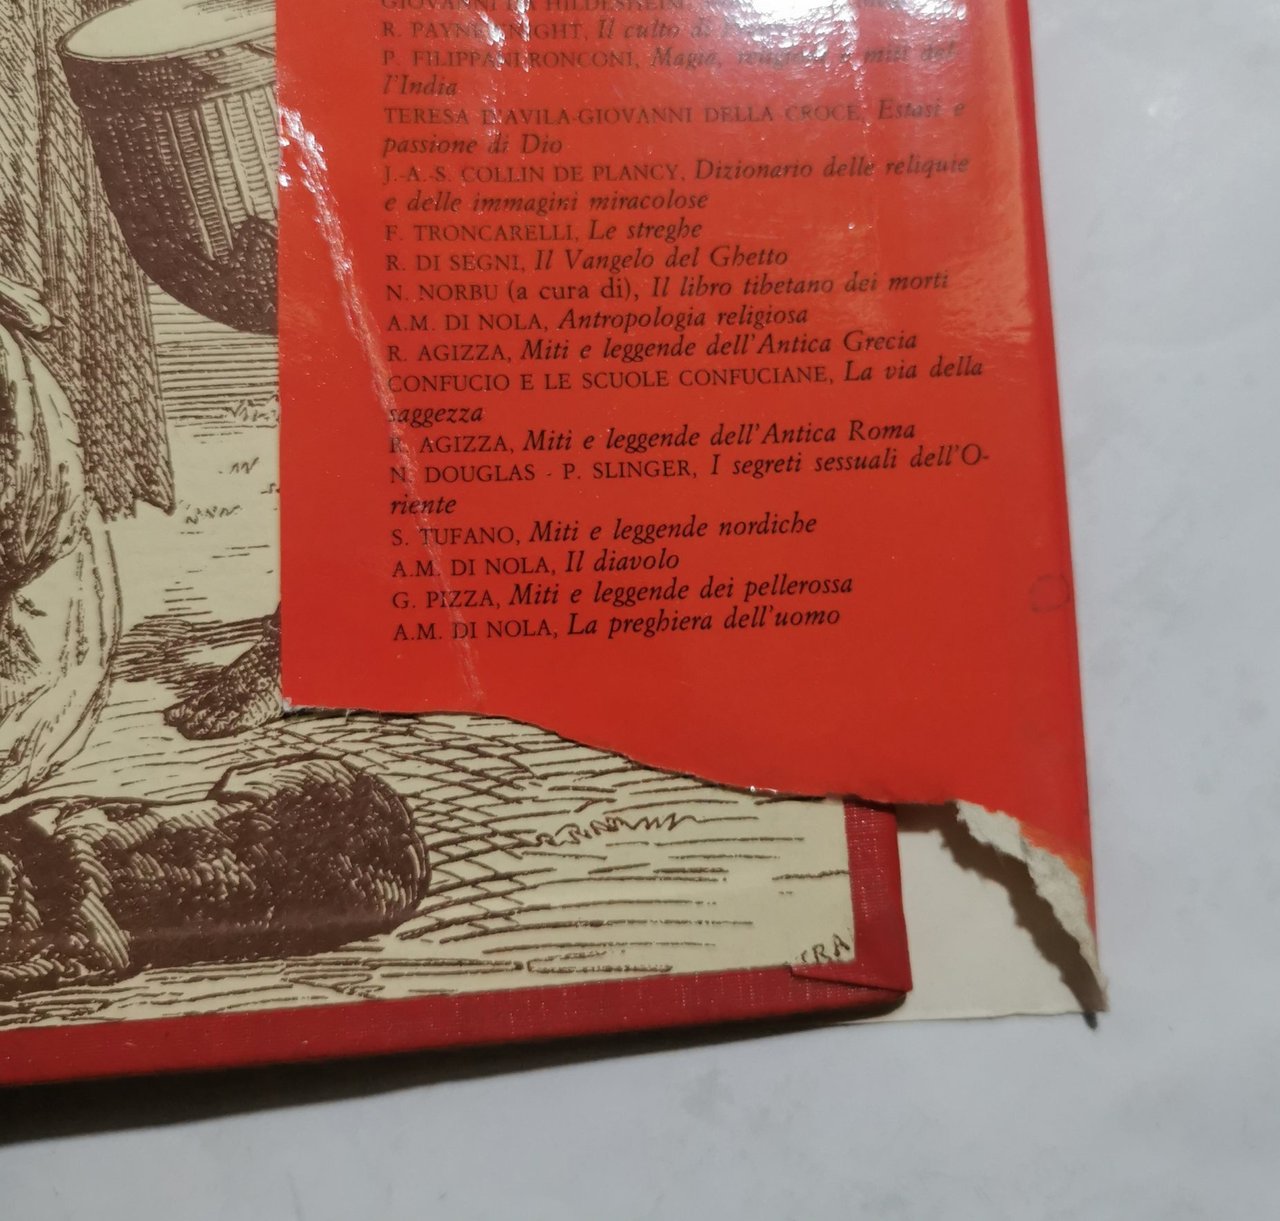 GIOVANNI DA HILDESHEIM,
R. PAYNE KNIGHT, Il culto di
P. FILIPPANI-RONCONI, Magia, religioni e miti del-
l'India
TERESA D'AVILA-GIOVANNI DELLA CROCE, Estasi e
passione di Dio
J.-A.-S. COLLIN DE PLANCY, Dizionario delle reliquie
e delle immagini miracolose
F. TRONCARELLI, Le streghe
R. DI SEGNI, Il Vangelo del Ghetto
N. NORBU (a cura di), Il libro tibetano dei morti
A.M. DI NOLA, Antropologia religiosa
R. AGIZZA, Miti e leggende dell'Antica Grecia
CONFUCIO E LE SCUOLE CONFUCIANE, La via della
saggezza
R. AGIZZA, Miti e leggende dell'Antica Roma
N. DOUGLAS - P. SLINGER, I segreti sessuali dell'O-
riente
S. TUFANO, Miti e leggende nordiche
A.M. DI NOLA, Il diavolo
G. PIZZA, Miti e leggende dei pellerossa
A.M. DI NOLA, La preghiera dell'uomo